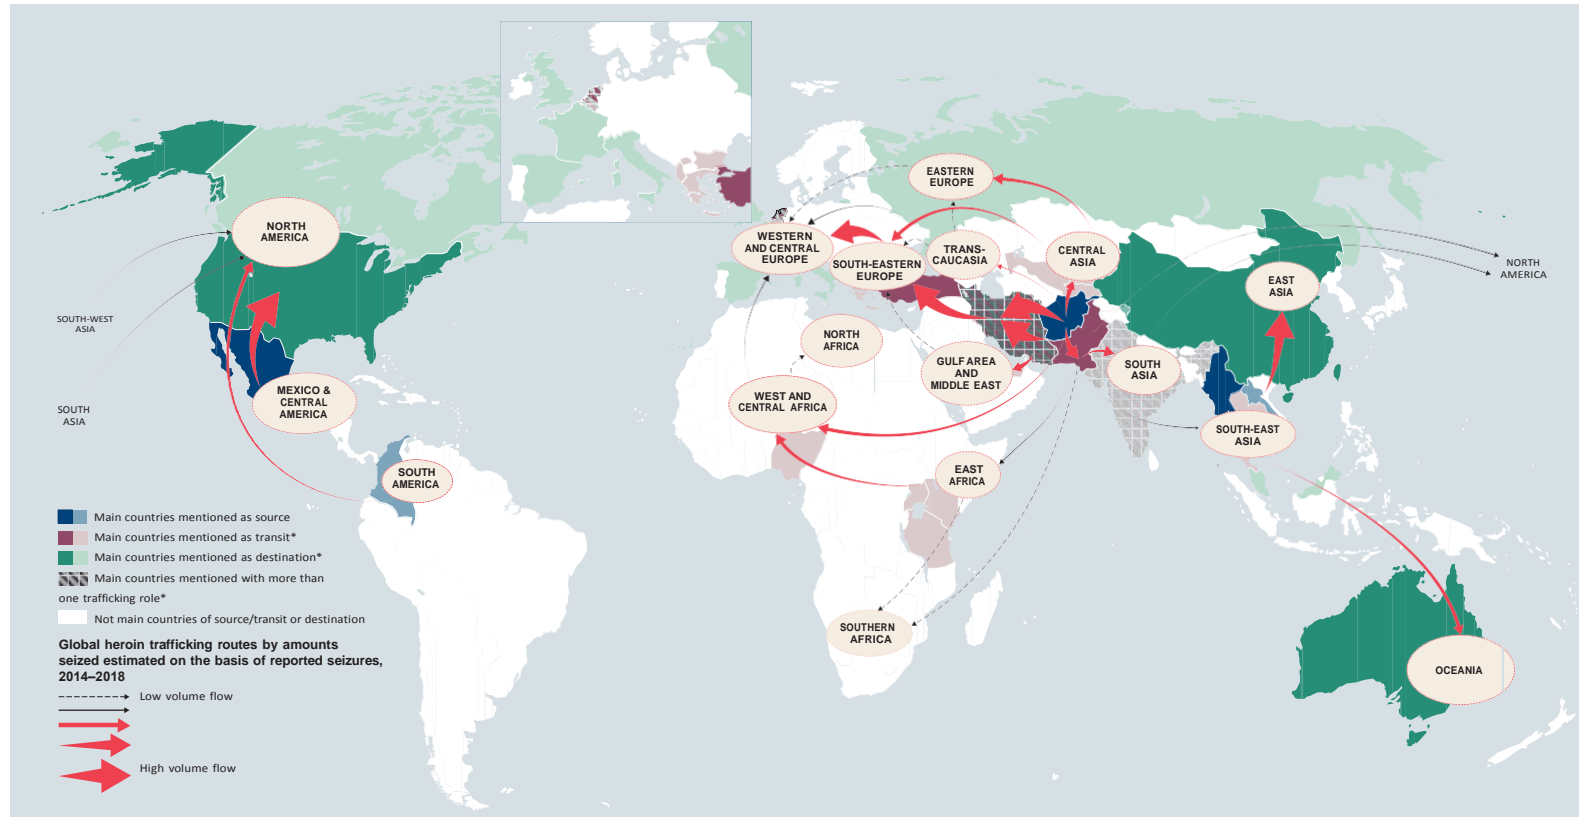 EASTERN
EUROPE
NORTH
AMERICA
WESTERN
AND CENTRAL
EUROPE
SOUTH-EASTERN
EUROPE
TRANS-
CAUCASIA
CENTRAL
ASIA
EAST
ASIA
NORTH
AMERICA
SOUTH-WEST
ASIA
NORTH
AFRICA
GULF AREA
AND
MIDDLE EAST
SOUTH
ASIA
MEXICO &
CENTRAL
AMERICA
WEST AND
CENTRAL AFRICA
SOUTH
ASIA
SOUTH-EAST
ASIA
SOUTH
AMERICA
EAST
AFRICA
SOUTHERN
AFRICA
OCEANIA
Main countries mentioned as source
Main countries mentioned as transit*
Main countries mentioned as destination*
Main countries mentioned with more than
one trafficking role*
Not main countries of source/transit or destination
Global heroin trafficking routes by amounts
seized estimated on the basis of reported seizures,
2014–2018
Low volume flow
High volume flow